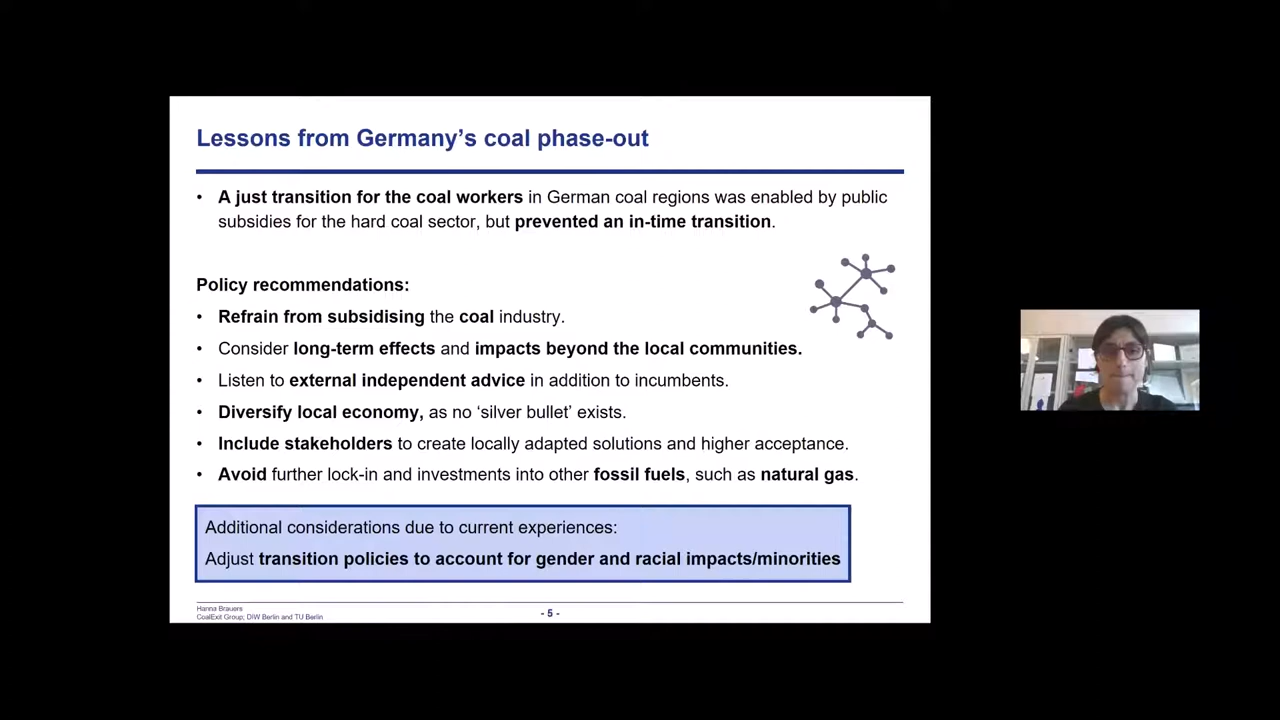 Lessons from Germany’s coal phase-out
• A just transition for the coal workers in German coal regions was enabled by public
subsidies for the hard coal sector, but prevented an in-time transition.
Policy recommendations:
• Refrain from subsidising the coal industry.
• Consider long-term effects and impacts beyond the local communities.
• Listen to external independent advice in addition to incumbents.
• Diversify local economy, as no ‘silver bullet’ exists.
• Include stakeholders to create locally adapted solutions and higher acceptance.
• Avoid further lock-in and investments into other fossil fuels, such as natural gas.
Additional considerations due to current experiences:
Adjust transition policies to account for gender and racial impacts/minorities
Hanna Brauers
CoalExit Group; DIW Berlin and TU Berlin
- 5 -